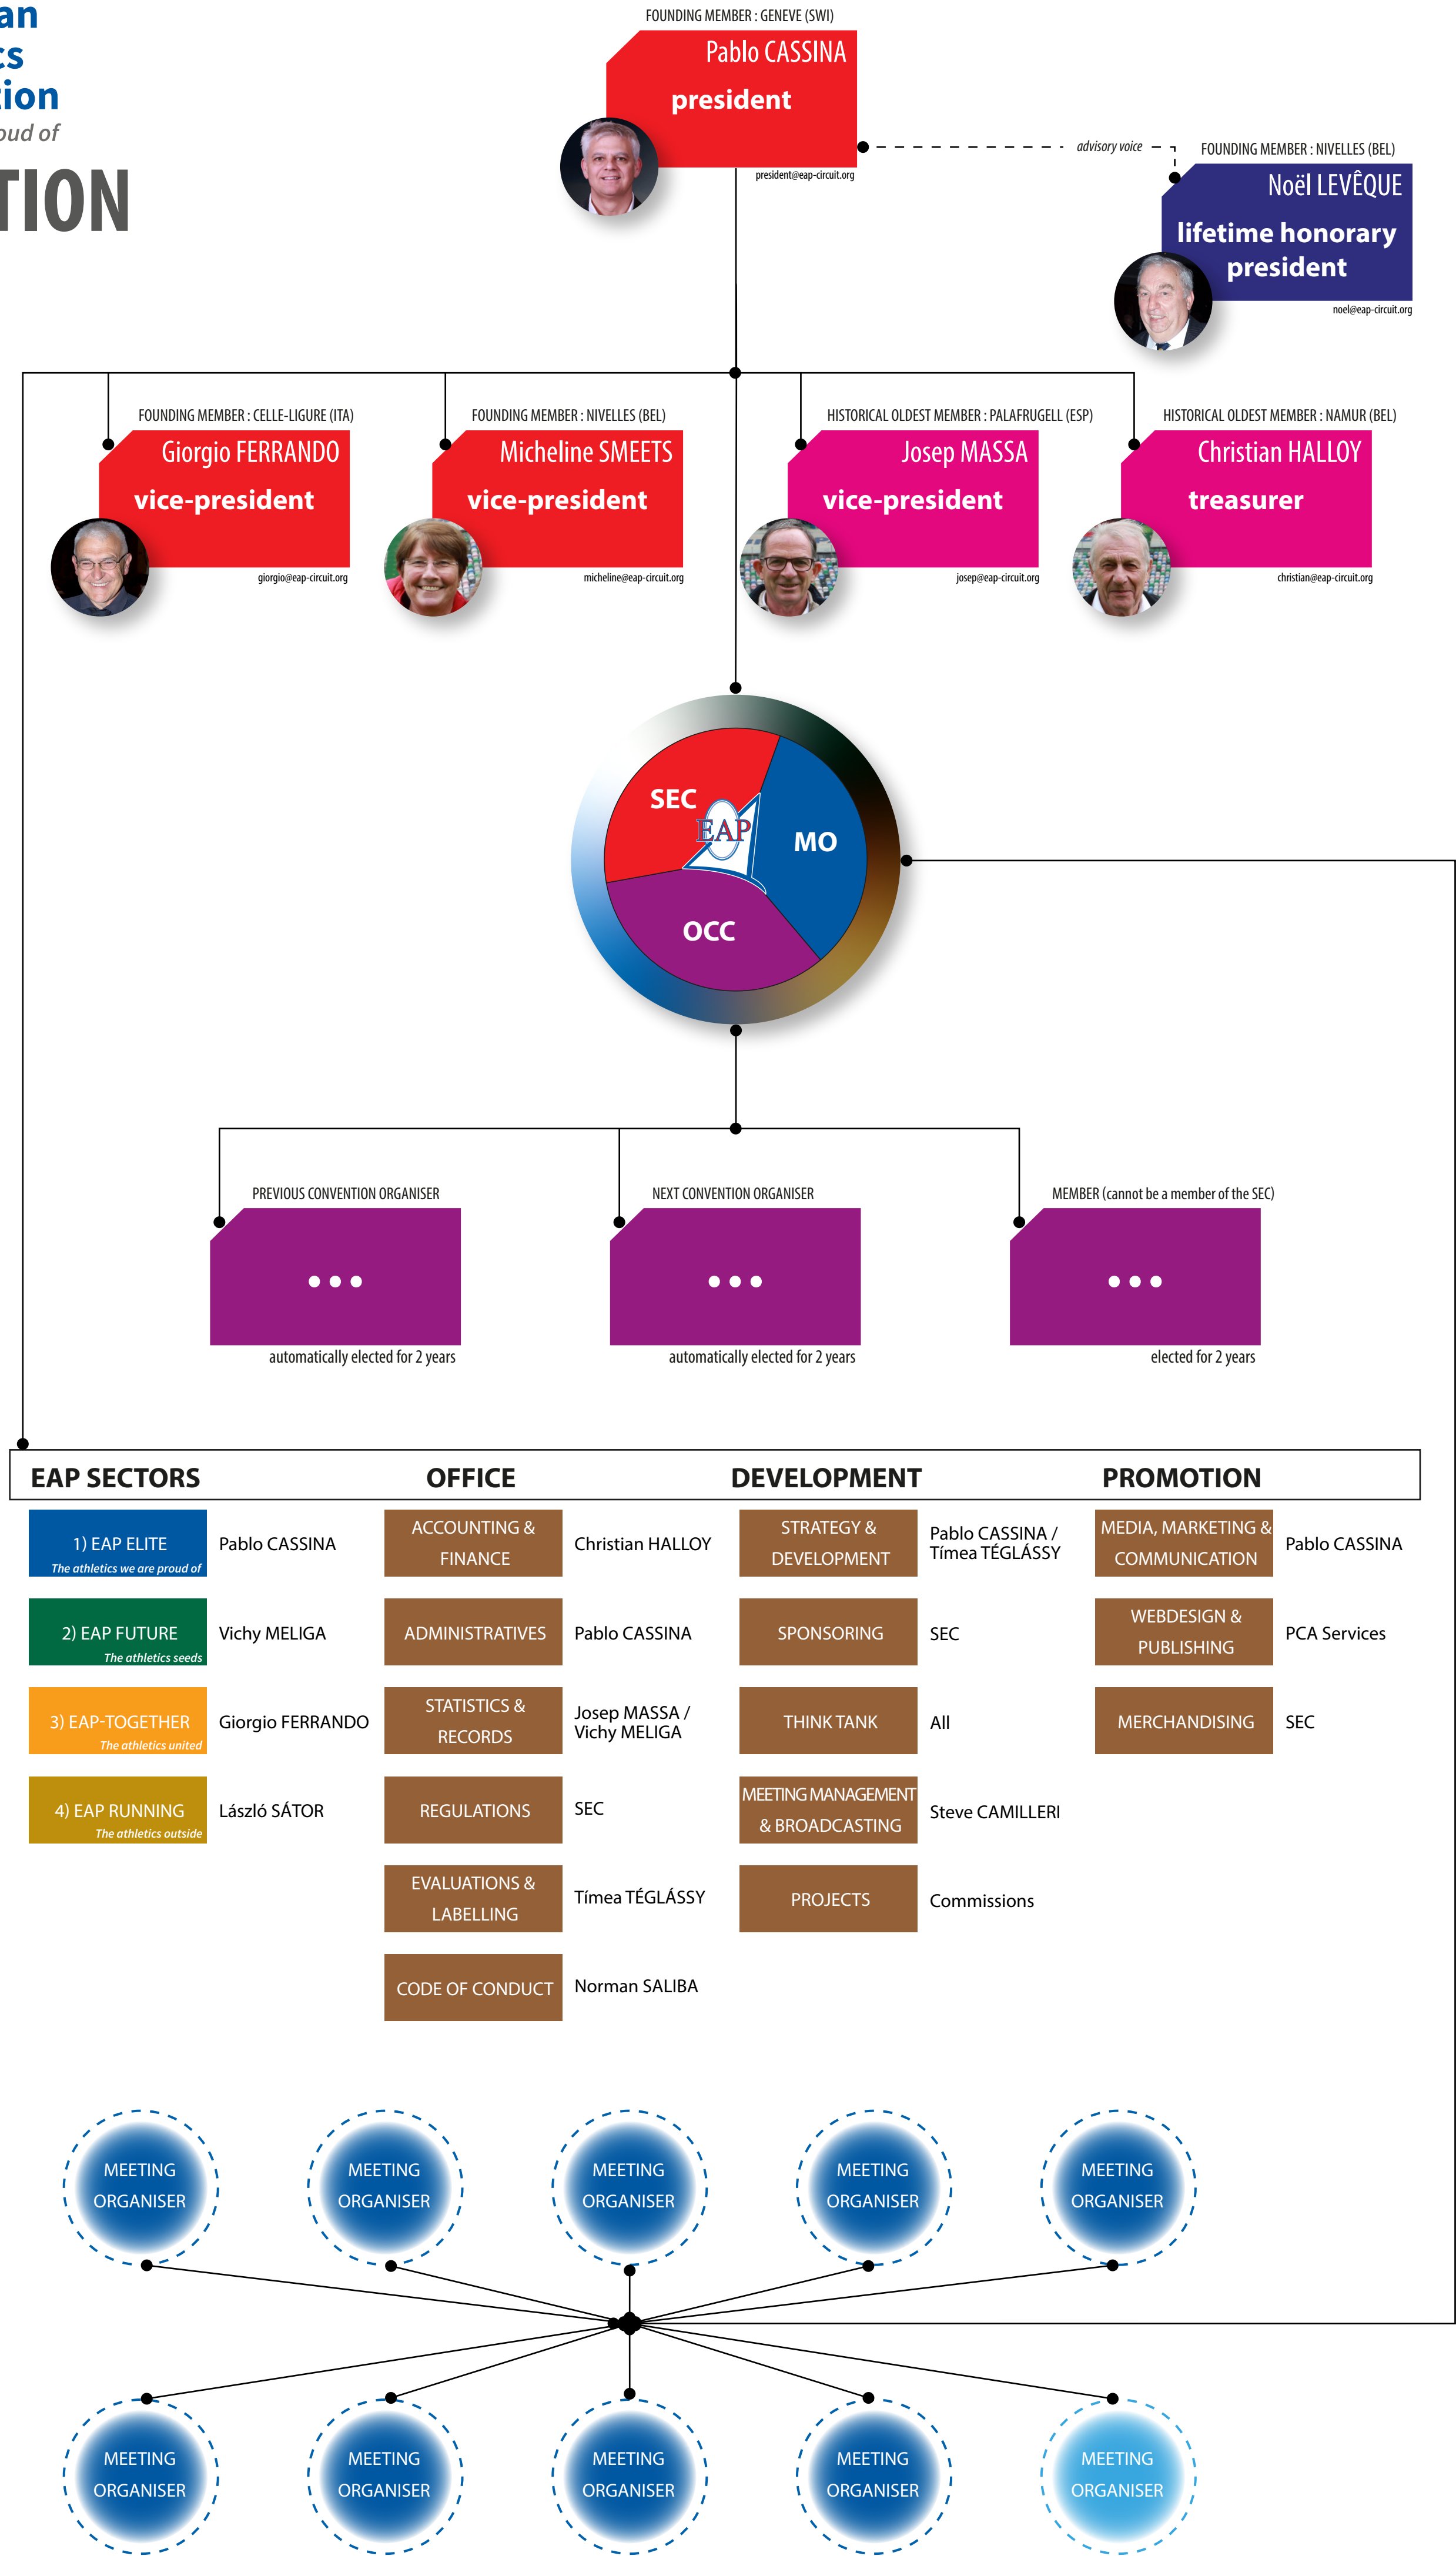 an
cs
tion
oud of
TION
FOUNDING MEMBER : GENEVE (SWI)
Pablo CASSINA
president
president@eap-circuit.org
advisory voice
FOUNDING MEMBER : NIVELLES (BEL)
Noël LEVÊQUE
lifetime honorary
president
noel@eap-circuit.org
FOUNDING MEMBER : CELLE-LIGURE (ITA)
Giorgio FERRANDO
vice-president
giorgio@eap-circuit.org
FOUNDING MEMBER : NIVELLES (BEL)
Micheline SMEETS
vice-president
micheline@eap-circuit.org
HISTORICAL OLDEST MEMBER : PALAFRUGELL (ESP)
Josep MASSA
vice-president
josep@eap-circuit.org
HISTORICAL OLDEST MEMBER : NAMUR (BEL)
Christian HALLOY
treasurer
christian@eap-circuit.org
SEC
EAP
MO
OCC
PREVIOUS CONVENTION ORGANISER
...
automatically elected for 2 years
NEXT CONVENTION ORGANISER
...
automatically elected for 2 years
MEMBER (cannot be a member of the SEC)
...
elected for 2 years
EAP SECTORS
1) EAP ELITE
The athletics we are proud of
Pablo CASSINA
2) EAP FUTURE
The athletics seeds
Vichy MELIGA
3) EAP-TOGETHER
The athletics united
Giorgio FERRANDO
4) EAP RUNNING
The athletics outside
László SÁTOR
OFFICE
ACCOUNTING &
FINANCE
Christian HALLOY
ADMINISTRATIVES
Pablo CASSINA
STATISTICS &
RECORDS
Josep MASSA /
Vichy MELIGA
REGULATIONS
SEC
EVALUATIONS &
LABELLING
Tímea TÉGLÁSSY
CODE OF CONDUCT
Norman SALIBA
DEVELOPMENT
STRATEGY &
DEVELOPMENT
Pablo CASSINA /
Tímea TÉGLÁSSY
SPONSORING
SEC
THINK TANK
All
MEETING MANAGEMENT
& BROADCASTING
Steve CAMILLERI
PROJECTS
Commissions
PROMOTION
MEDIA, MARKETING &
COMMUNICATION
Pablo CASSINA
WEBDESIGN &
PUBLISHING
PCA Services
MERCHANDISING
SEC
MEETING
ORGANISER
MEETING
ORGANISER
MEETING
ORGANISER
MEETING
ORGANISER
MEETING
ORGANISER
MEETING
ORGANISER
MEETING
ORGANISER
MEETING
ORGANISER
MEETING
ORGANISER
MEETING
ORGANISER